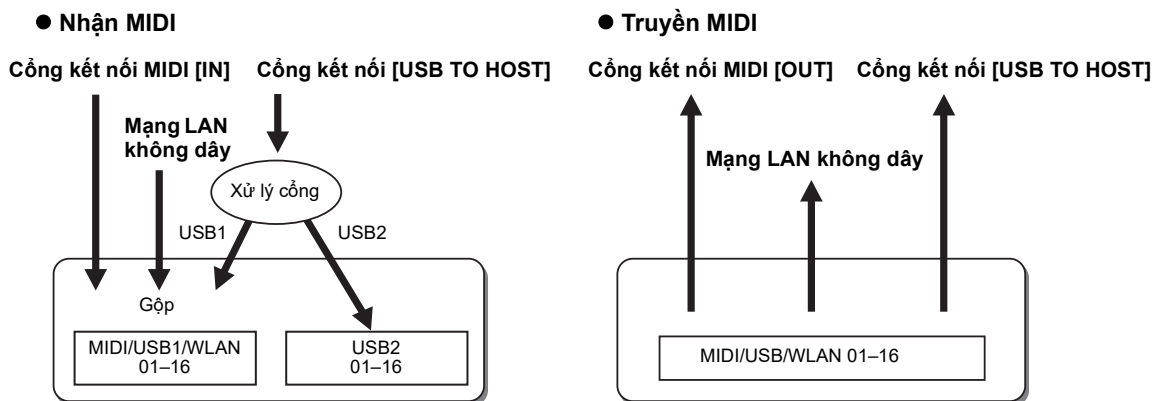 ● Nhận MIDI
Cổng kết nối MIDI [IN]
Cổng kết nối [USB TO HOST]
Mạng LAN
không dây
Xử lý cổng
USB1
USB2
Gộp
MIDI/USB1/WLAN
01–16
USB2
01–16
● Truyền MIDI
Cổng kết nối MIDI [OUT]
Cổng kết nối [USB TO HOST]
Mạng LAN không dây
MIDI/USB/WLAN 01–16